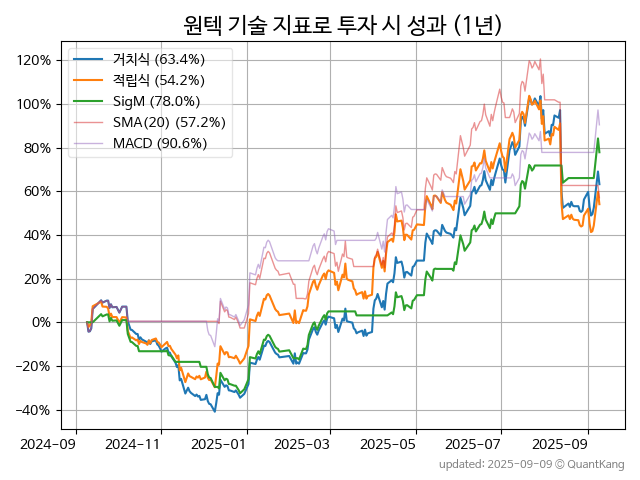 원텍 기술 지표로 투자 시 성과 (1년)
거치식 (63.4%)
적립식 (54.2%)
SigM (78.0%)
SMA(20) (57.2%)
MACD (90.6%)
120%
100%
80%
60%
40%
20%
0%
−20%
−40%
2024-09 2024-11 2025-01 2025-03 2025-05 2025-07 2025-09
updated: 2025-09-09 © QuantKang